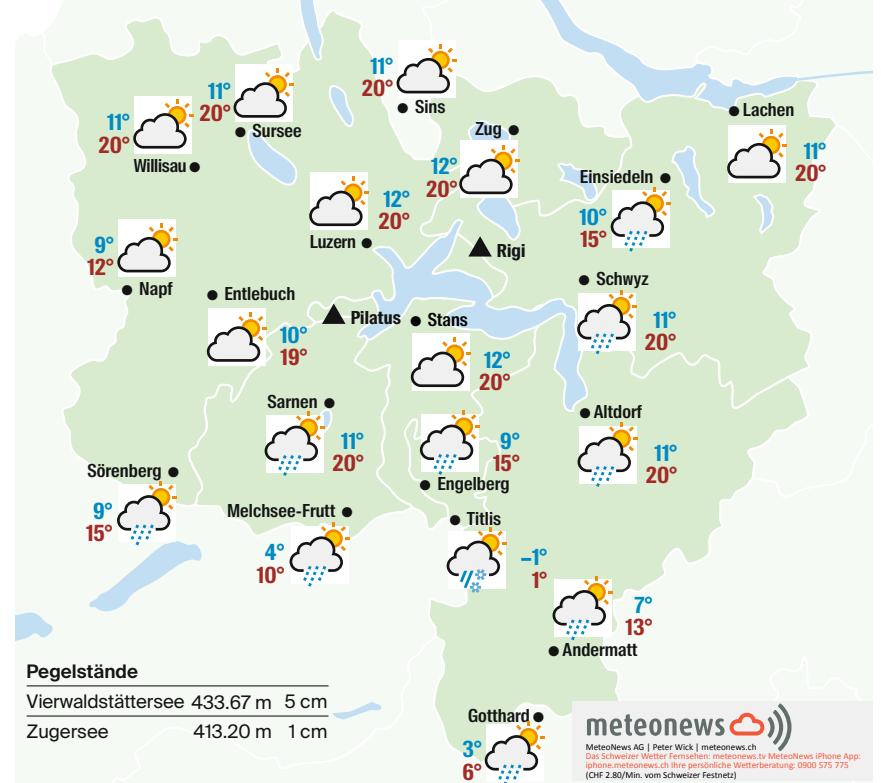 11°
20°
Sins
11°
20°
Sursee
Lachen
11°
20°
Zug
11°
20°
Willisau
12°
20°
Einsiedeln
11°
20°
10°
15°
12°
20°
Luzern
9°
12°
Napf
Rigi
Entlebuch
Schwyz
Pilatus
Stans
11°
20°
10°
19°
12°
20°
Sarnen
Altdorf
11°
20°
9°
15°
11°
20°
Sörenberg
Engelberg
9°
15°
Melchsee-Frutt
Titlis
4°
10°
–1°
1°
7°
13°
Andermatt
Pegelstände
Vierwaldstättersee 433.67 m 5 cm
Zugersee 413.20 m 1 cm
Gotthard
3°
6°
meteonews
MeteoNews AG | Peter Wick | meteonews.ch
Das Schweizer Wetter Fernsehen: meteonews.tv MeteoNews iPhone App:
iphone.meteonews.ch Ihre persönliche Wetterberatung: 0900 575 775
(CHF 2.80/Min. vom Schweizer Festnetz)